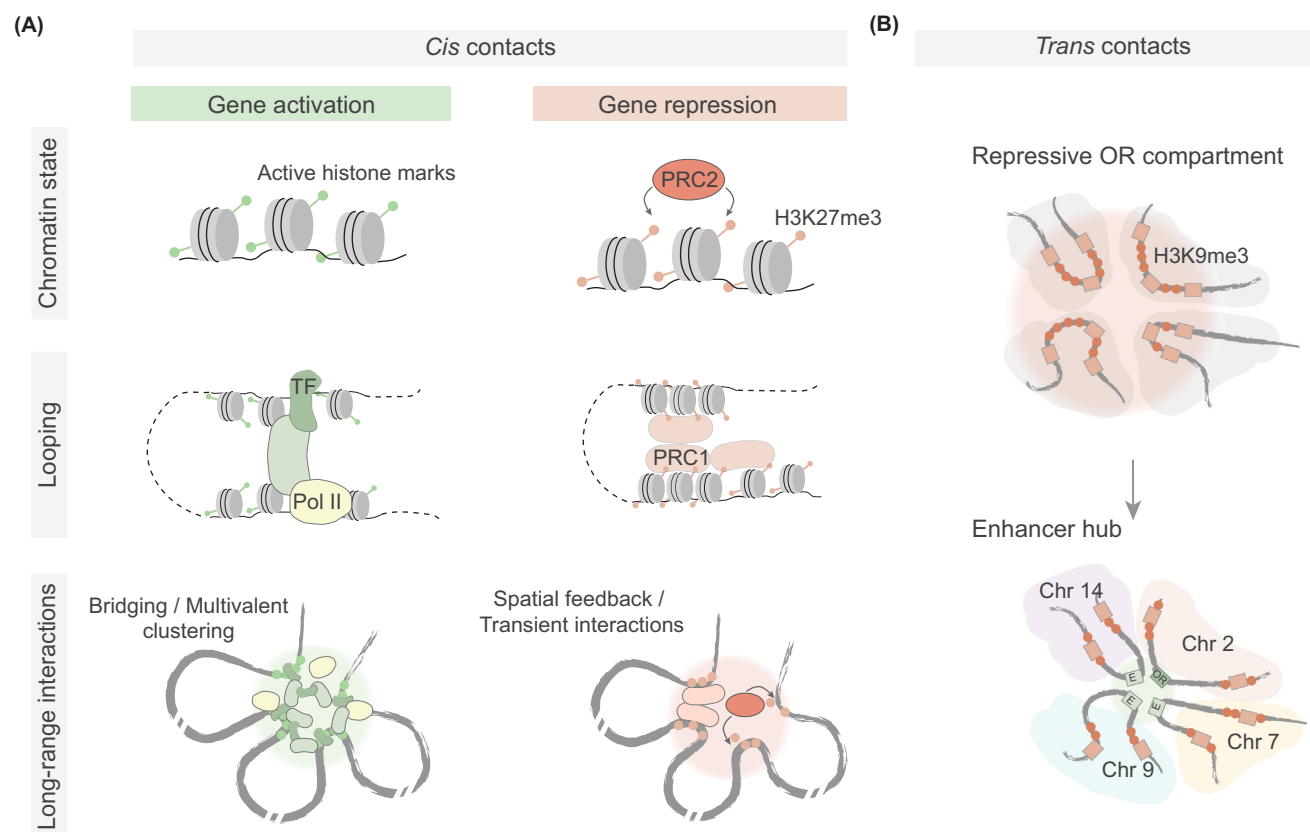 (A)
Cis contacts
Gene activation
Gene repression
Chromatin state
Active histone marks
PRC2
H3K27me3
Looping
TF
Pol II
PRC1
Long-range interactions
Bridging / Multivalent
clustering
Spatial feedback /
Transient interactions
(B)
Trans contacts
Repressive OR compartment
H3K9me3
Enhancer hub
Chr 14
Chr 2
E
OR
E
E
Chr 7
Chr 9